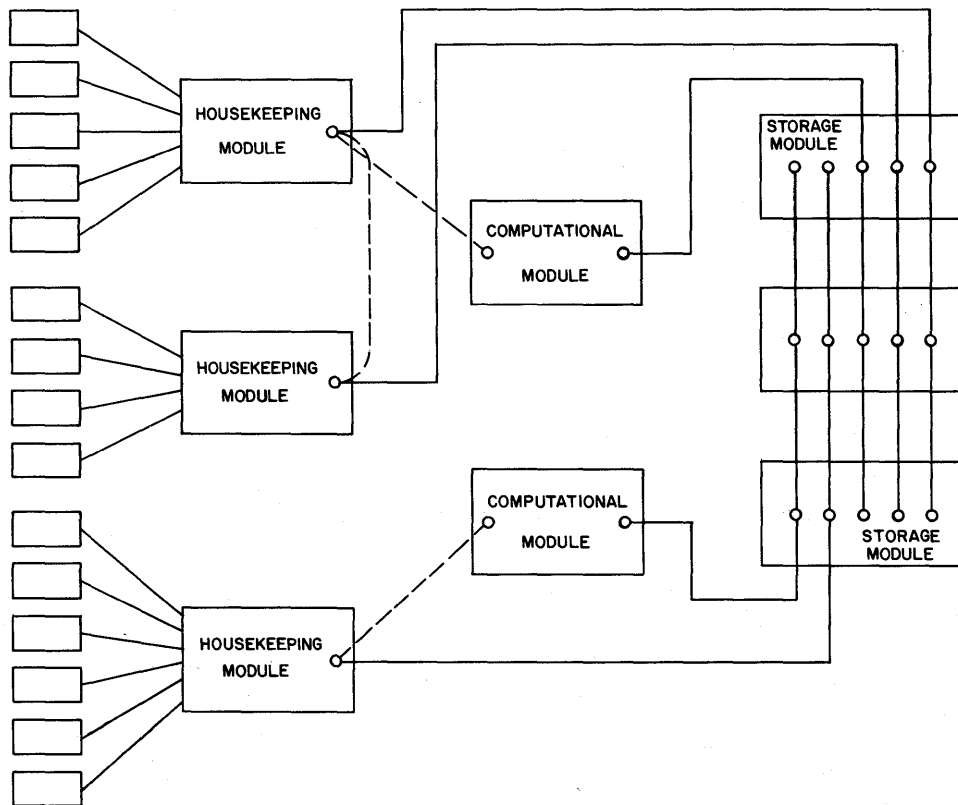 HOUSEKEEPING
MODULE
STORAGE
MODULE
COMPUTATIONAL
MODULE
HOUSEKEEPING
MODULE
COMPUTATIONAL
MODULE
STORAGE
MODULE
HOUSEKEEPING
MODULE